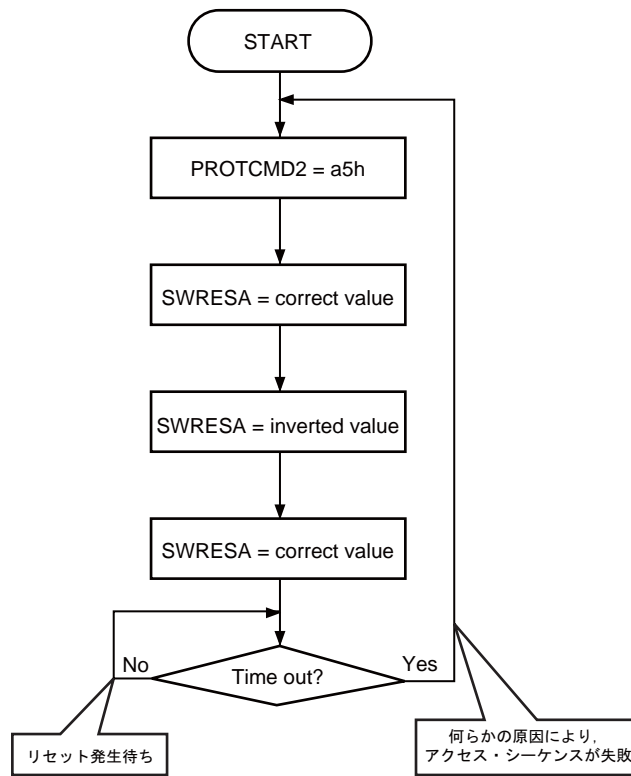 START
PROTCMD2 = a5h
SWRESA = correct value
SWRESA = inverted value
SWRESA = correct value
No
Time out?
Yes
リセット発生待ち
何らかの原因により,
アクセス・シーケンスが失敗